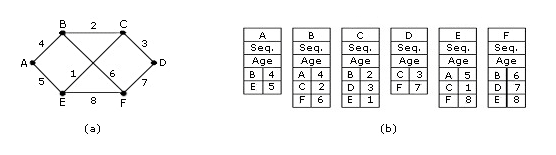 B 2 C
4 3
A D
1 6
5 7
E 8 F
(a)
A B C D E F
Seq. Seq. Seq. Seq. Seq. Seq.
Age Age Age Age Age Age
B 4 A 4 B 2 C 3 A 5 B 6
E 5 C 2 D 3 F 7 C 1 D 7
F 6 E 1 F 8 E 8
(b)